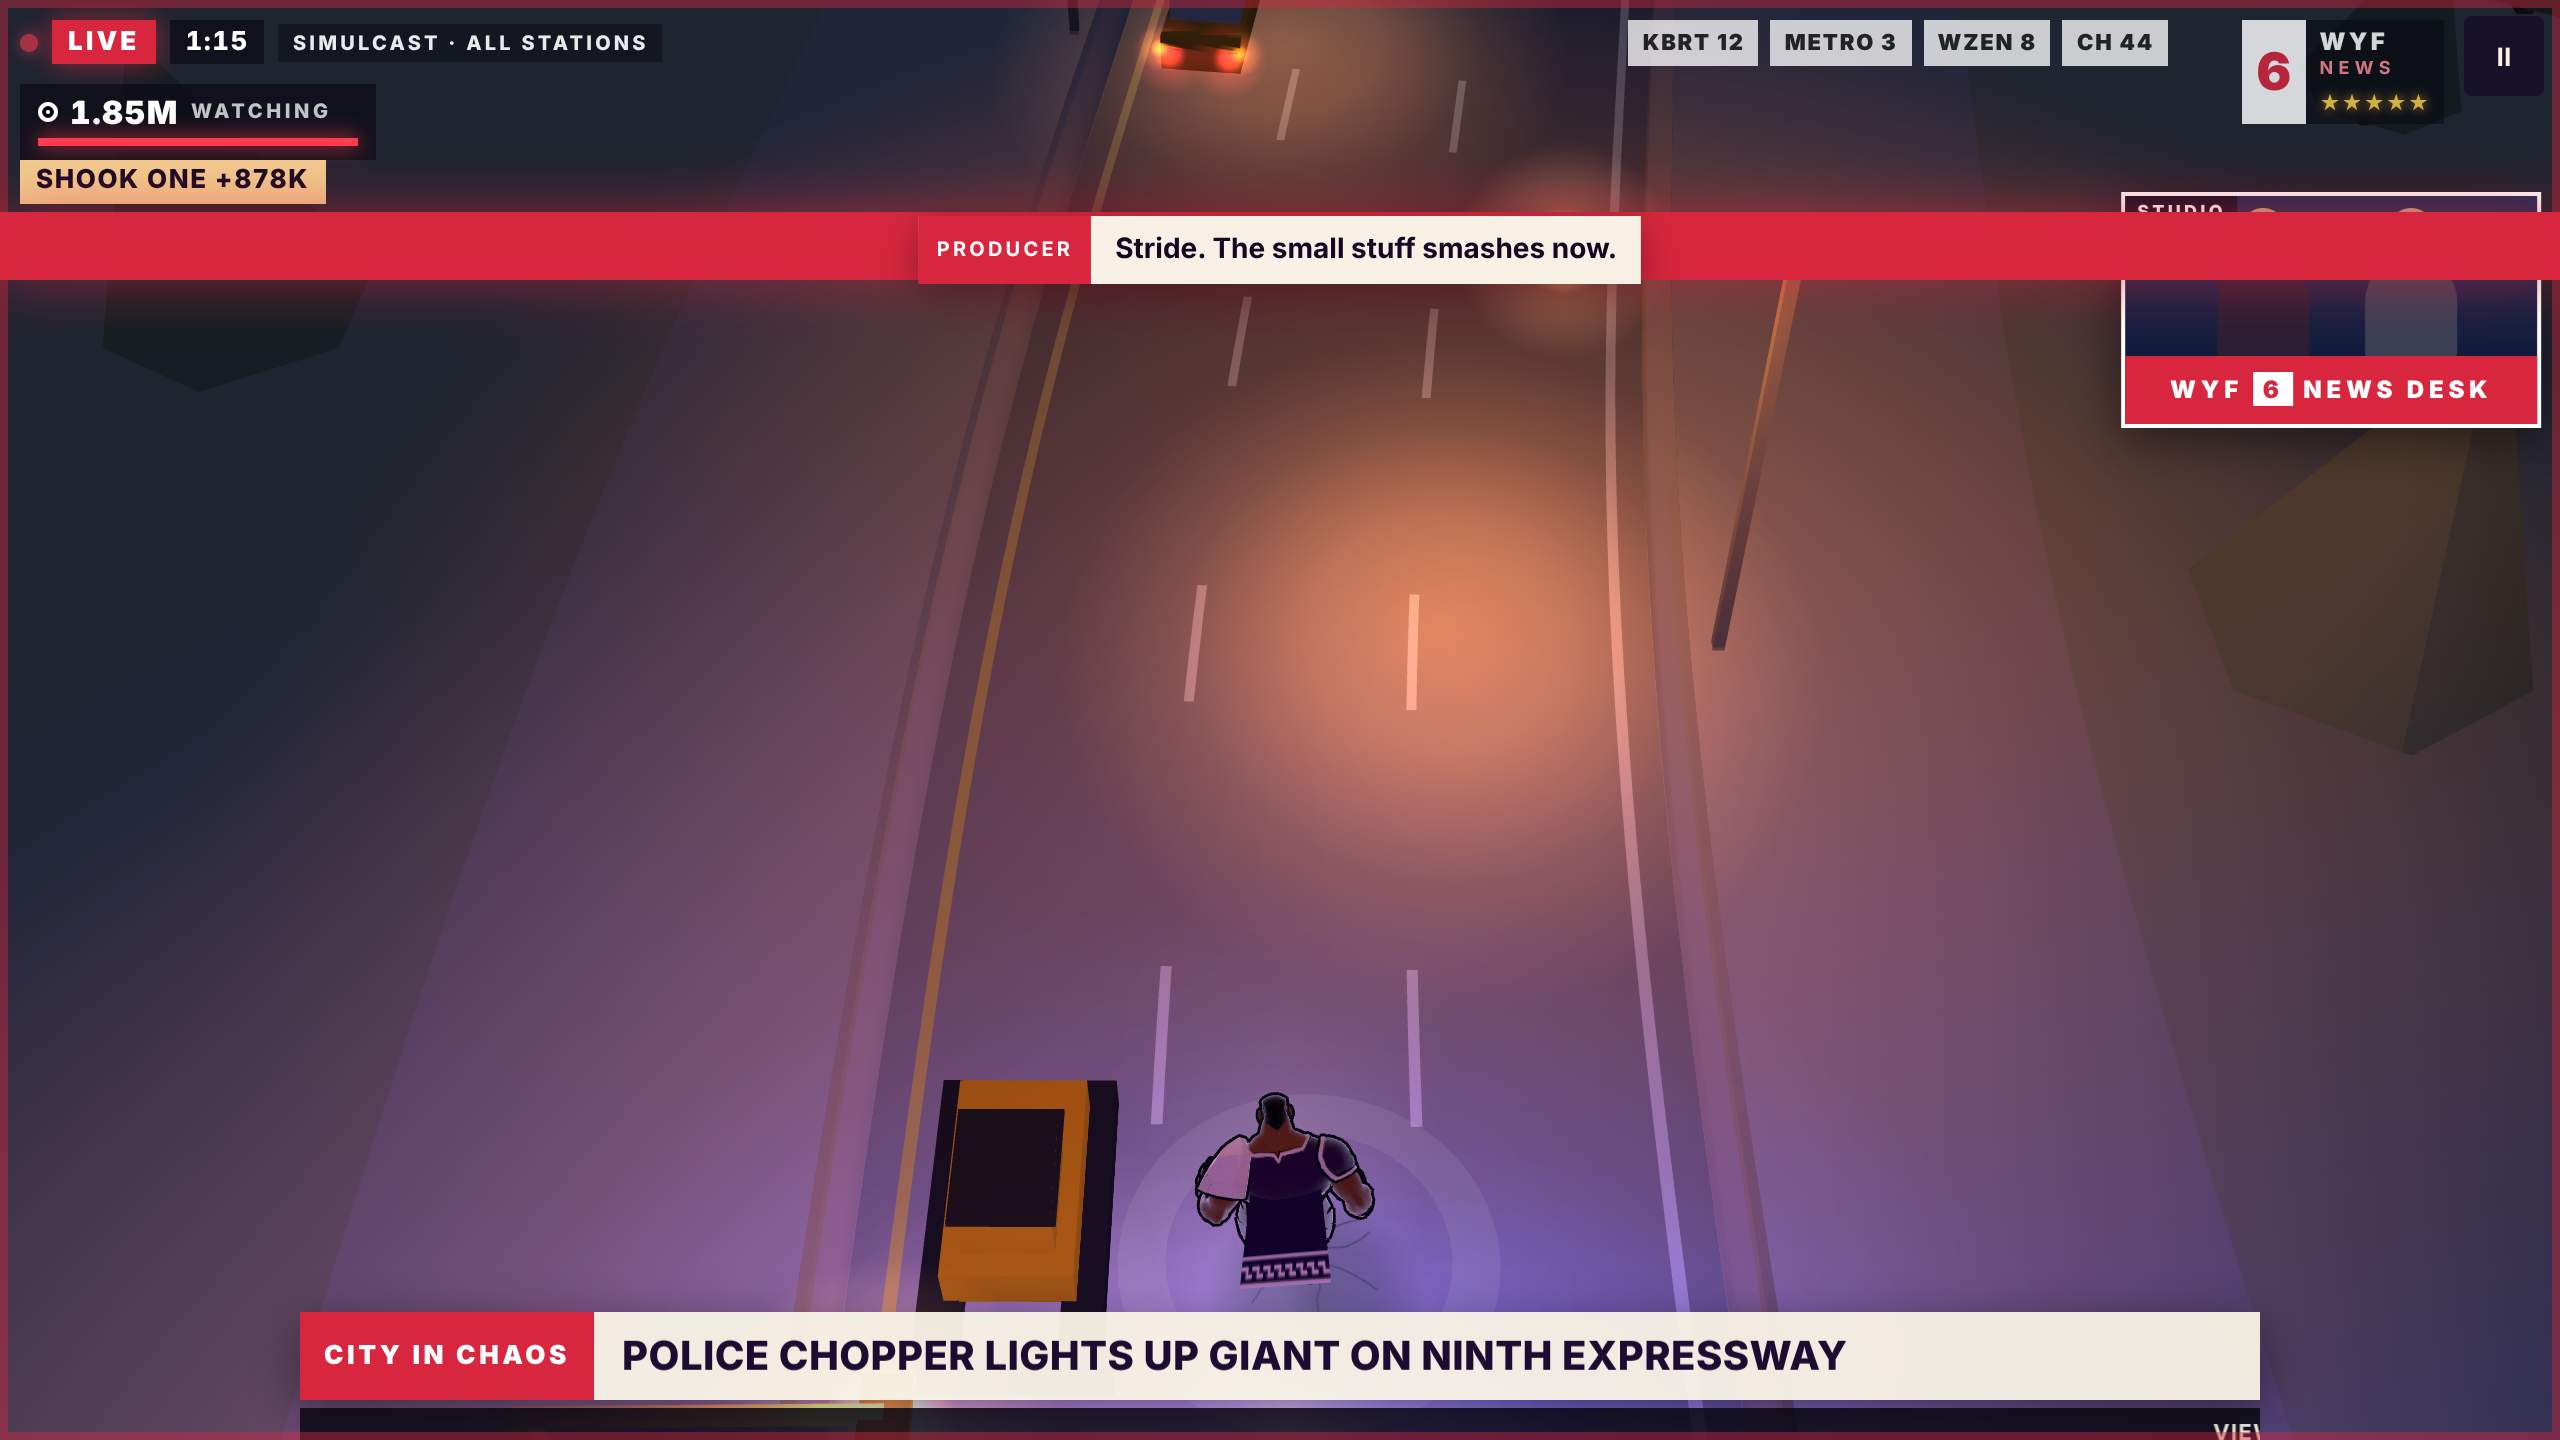 LIVE
1:15
SIMULCAST · ALL STATIONS
KBRT 12
METRO 3
WZEN 8
CH 44
6
WYF
NEWS
★★★★★
1.85M WATCHING
SHOOK ONE +878K
PRODUCER
Stride. The small stuff smashes now.
WYF 6 NEWS DESK
CITY IN CHAOS
POLICE CHOPPER LIGHTS UP GIANT ON NINTH EXPRESSWAY